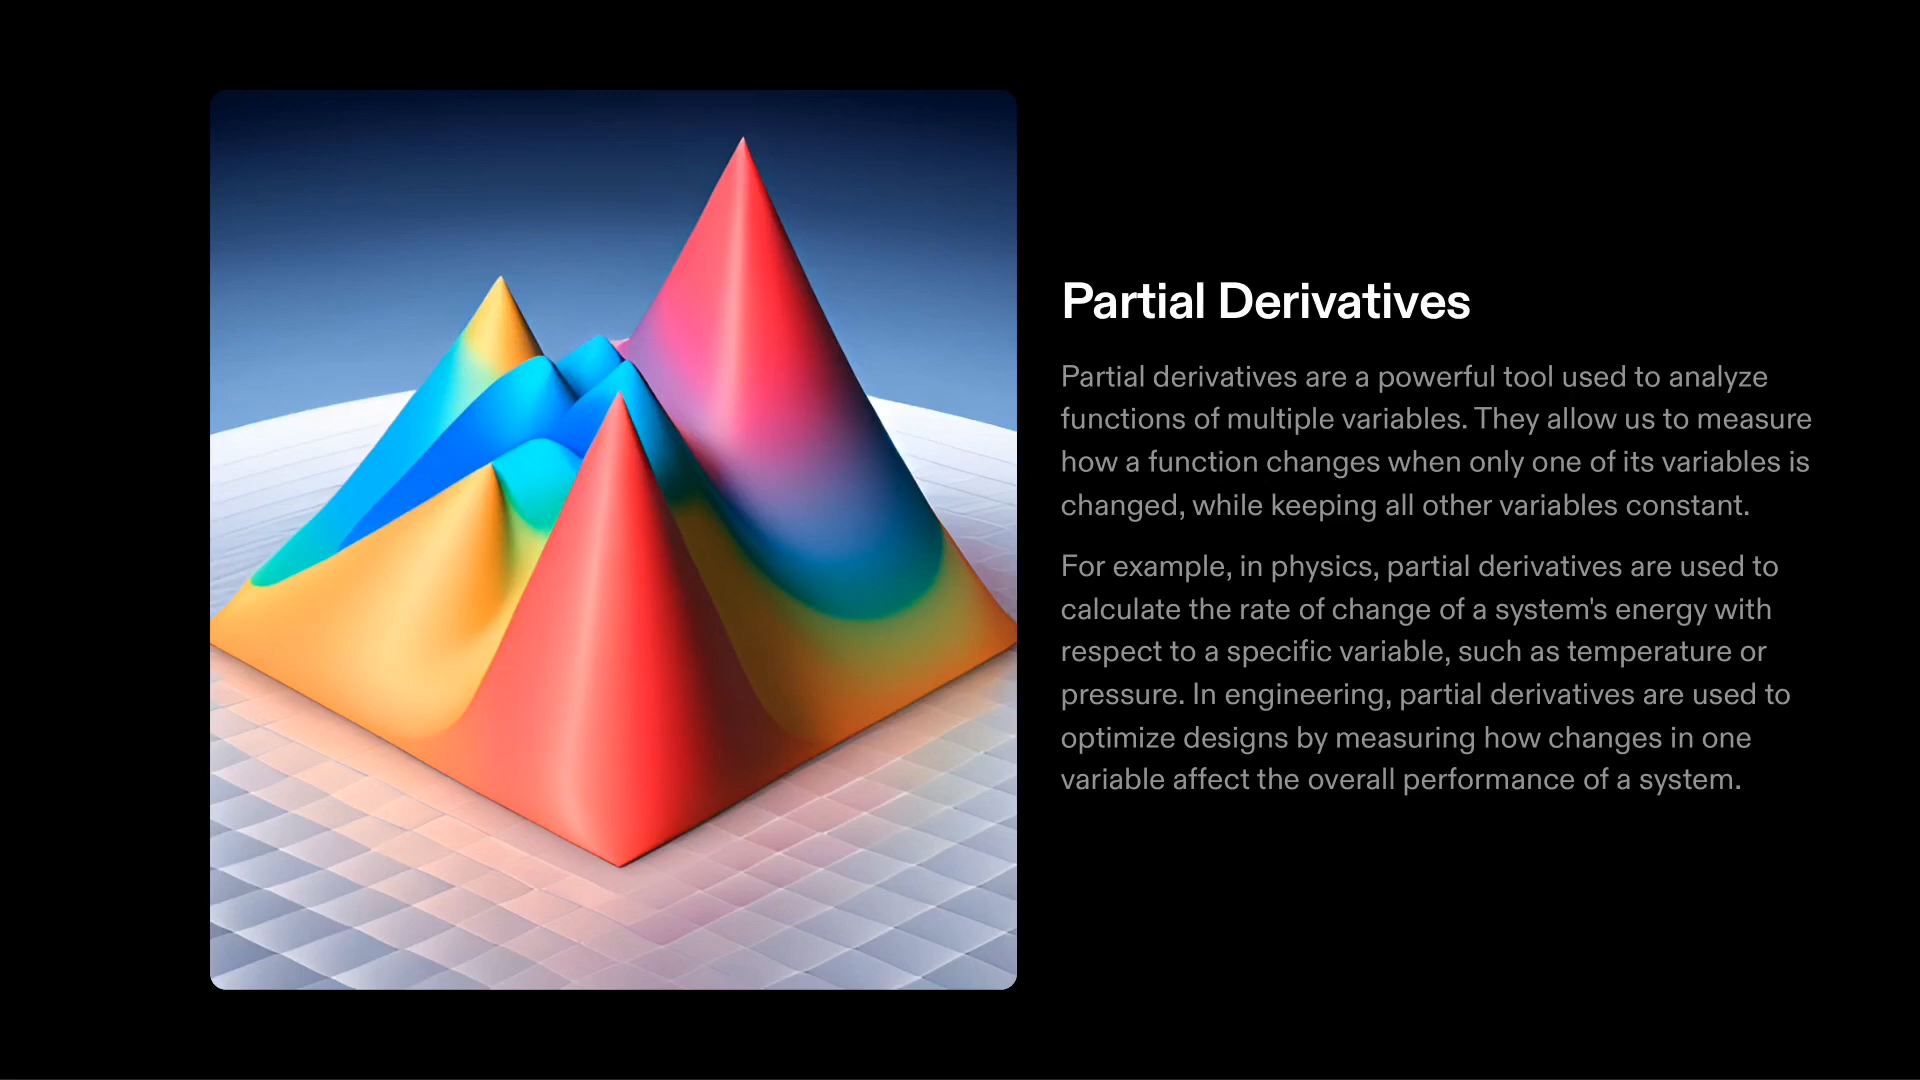 Partial Derivatives
Partial derivatives are a powerful tool used to analyze
functions of multiple variables. They allow us to measure
how a function changes when only one of its variables is
changed, while keeping all other variables constant.
For example, in physics, partial derivatives are used to
calculate the rate of change of a system's energy with
respect to a specific variable, such as temperature or
pressure. In engineering, partial derivatives are used to
optimize designs by measuring how changes in one
variable affect the overall performance of a system.